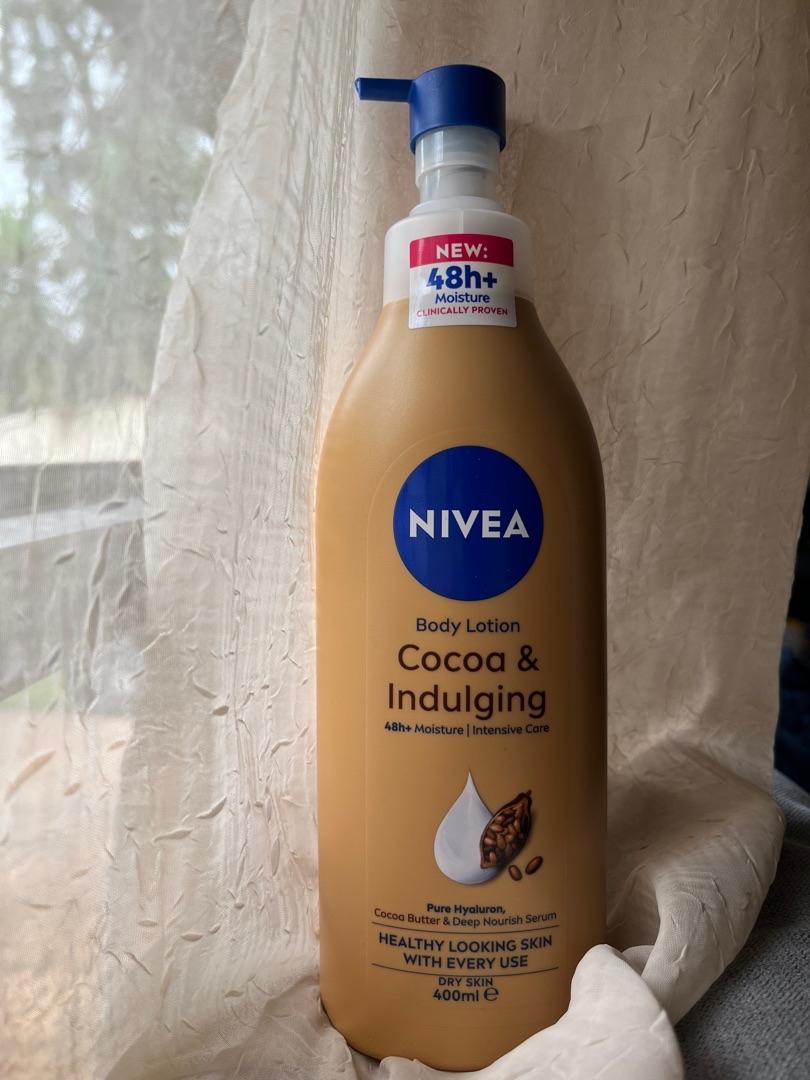 NEW:
48h+
Moisture
CLINICALLY PROVEN
NIVEA
Body Lotion
Cocoa &
Indulging
48h+ Moisture | Intensive Care
Pure Hyaluron,
Cocoa Butter & Deep Nourish Serum
HEALTHY LOOKING SKIN
WITH EVERY USE
DRY SKIN
400ml ℮